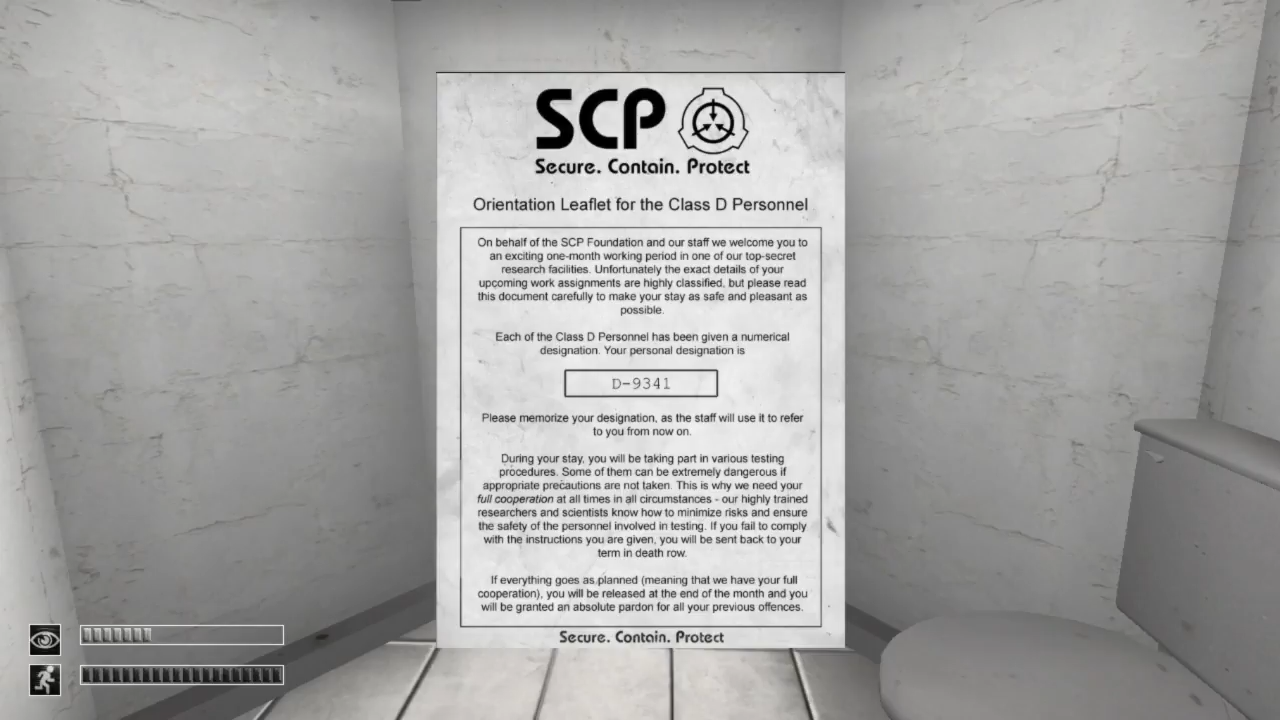 SCP
Secure. Contain. Protect
Orientation Leaflet for the Class D Personnel
On behalf of the SCP Foundation and our staff we welcome you to
an exciting one-month working period in one of our top-secret
research facilities. Unfortunately the exact details of your
upcoming work assignments are highly classified, but please read
this document carefully to make your stay as safe and pleasant as
possible.
Each of the Class D Personnel has been given a numerical
designation. Your personal designation is
D-9341
Please memorize your designation, as the staff will use it to refer
to you from now on.
During your stay, you will be taking part in various testing
procedures. Some of them can be extremely dangerous if
appropriate precautions are not taken. This is why we need your
full cooperation at all times in all circumstances - our highly trained
researchers and scientists know how to minimize risks and ensure
the safety of the personnel involved in testing. If you fail to comply
with the instructions you are given, you will be sent back to your
term in death row.
If everything goes as planned (meaning that we have your full
cooperation), you will be released at the end of the month and you
will be granted an absolute pardon for all your previous offences.
Secure. Contain. Protect